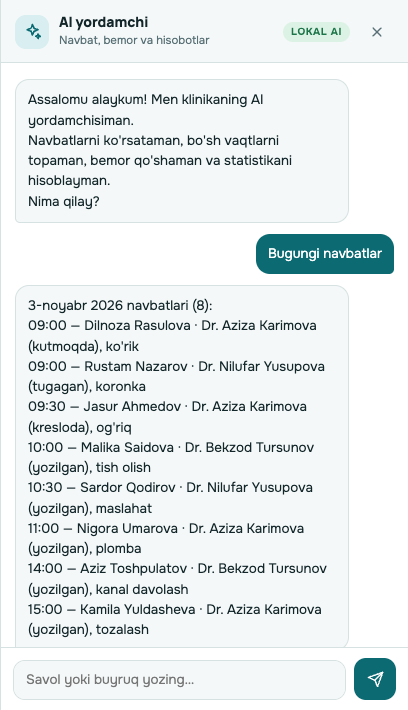 AI yordamchi
Navbat, bemor va hisobotlar
LOKAL AI
Assalomu alaykum! Men klinikaning AI
yordamchisiman.
Navbatlarni ko'rsataman, bo'sh vaqtlarni
topaman, bemor qo'shaman va statistikani
hisoblayman.
Nima qilay?
Bugungi navbatlar
3-noyabr 2026 navbatlari (8):
09:00 — Dilnoza Rasulova · Dr. Aziza Karimova
(kutmoqda), ko'rik
09:00 — Rustam Nazarov · Dr. Nilufar Yusupova
(tugagan), koronka
09:30 — Jasur Ahmedov · Dr. Aziza Karimova
(kresloda), og'riq
10:00 — Malika Saidova · Dr. Bekzod Tursunov
(yozilgan), tish olish
10:30 — Sardor Qodirov · Dr. Nilufar Yusupova
(yozilgan), maslahat
11:00 — Nigora Umarova · Dr. Aziza Karimova
(yozilgan), plomba
14:00 — Aziz Toshpulatov · Dr. Bekzod Tursunov
(yozilgan), kanal davolash
15:00 — Kamila Yuldasheva · Dr. Aziza Karimova
(yozilgan), tozalash
Savol yoki buyruq yozing...